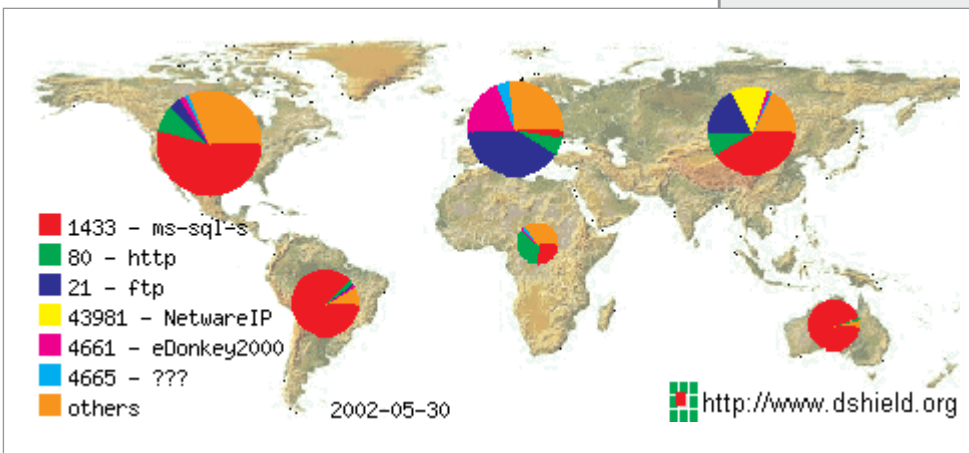 1433 - ms-sql-s
80 - http
21 - ftp
43981 - NetwareIP
4661 - eDonkey2000
4665 - ???
others
2002-05-30
http://www.dshield.org